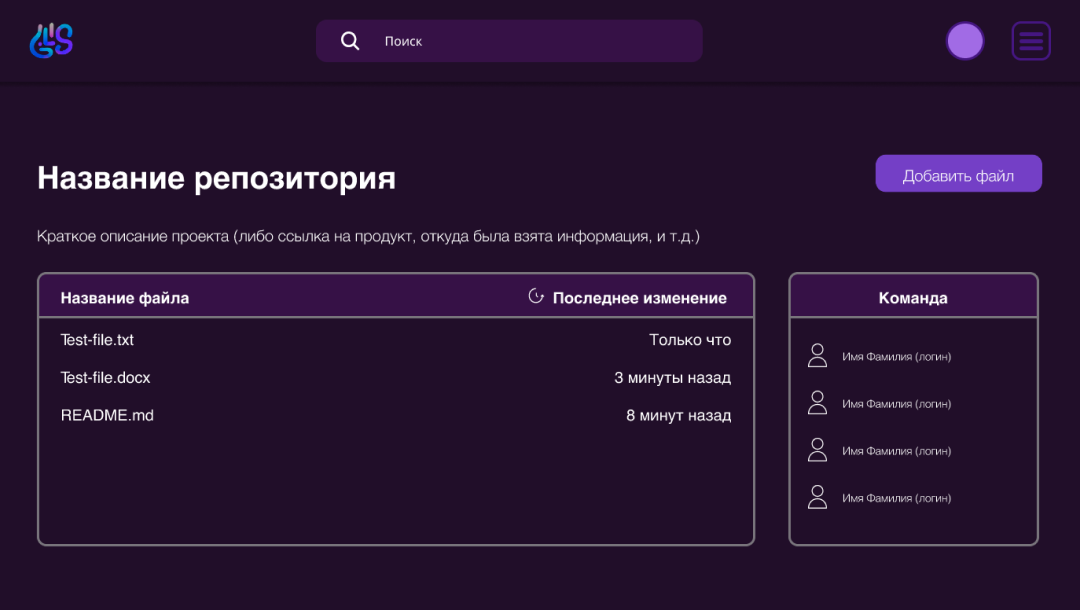 Поиск
Название репозитория
Добавить файл
Краткое описание проекта (либо ссылка на продукт, откуда была взята информация, и т.д.)
Название файла
Последнее изменение
Test-file.txt
Только что
Test-file.docx
3 минуты назад
README.md
8 минут назад
Команда
Имя Фамилия (логин)
Имя Фамилия (логин)
Имя Фамилия (логин)
Имя Фамилия (логин)